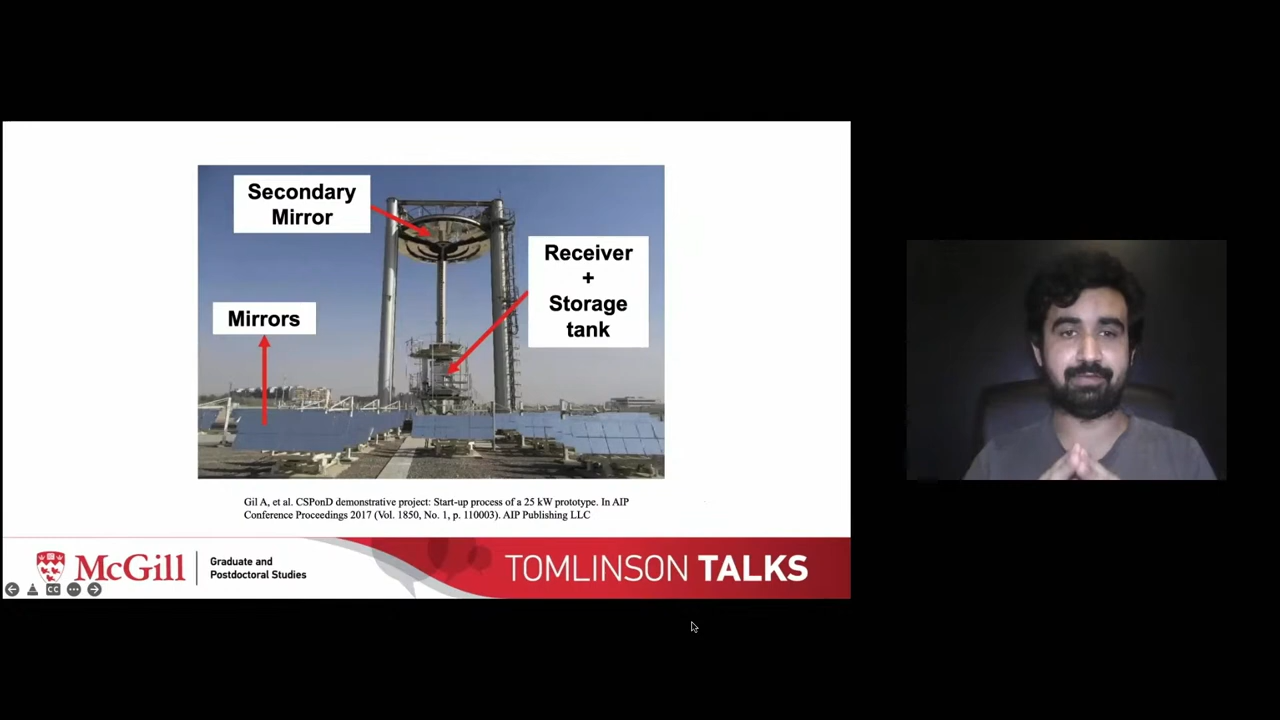 Secondary
Mirror
Receiver
+
Storage
tank
Mirrors
Gil A, et al. CSPonD demonstrative project: Start-up process of a 25 kW prototype. In AIP
Conference Proceedings 2017 (Vol. 1850, No. 1, p. 110003). AIP Publishing LLC
McGill
Graduate and
Postdoctoral Studies
TOMLINSON TALKS
CC